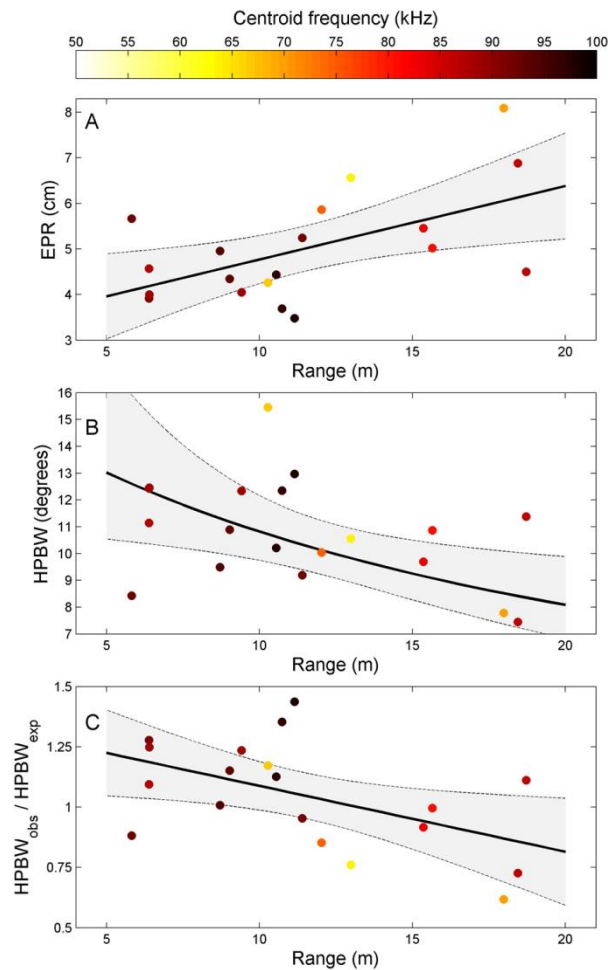 Centroid frequency (kHz)
50 55 60 65 70 75 80 85 90 95 100
A
EPR (cm)
8
7
6
5
4
3
5 10 15 20
Range (m)
B
HPBW (degrees)
16
15
14
13
12
11
10
9
8
7
5 10 15 20
Range (m)
C
HPBWobs / HPBWexp
1.5
1.25
1
0.75
0.5
5 10 15 20
Range (m)